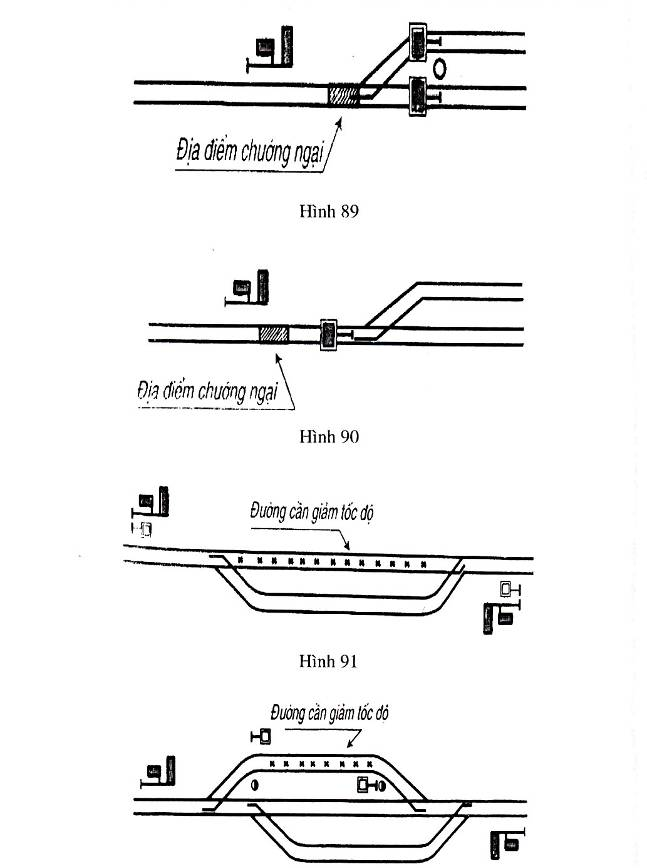 Địa điểm chướng ngại
Hình 89
Địa điểm chướng ngại
Hình 90
Đường cần giảm tốc độ
Hình 91
Đường cần giảm tốc độ